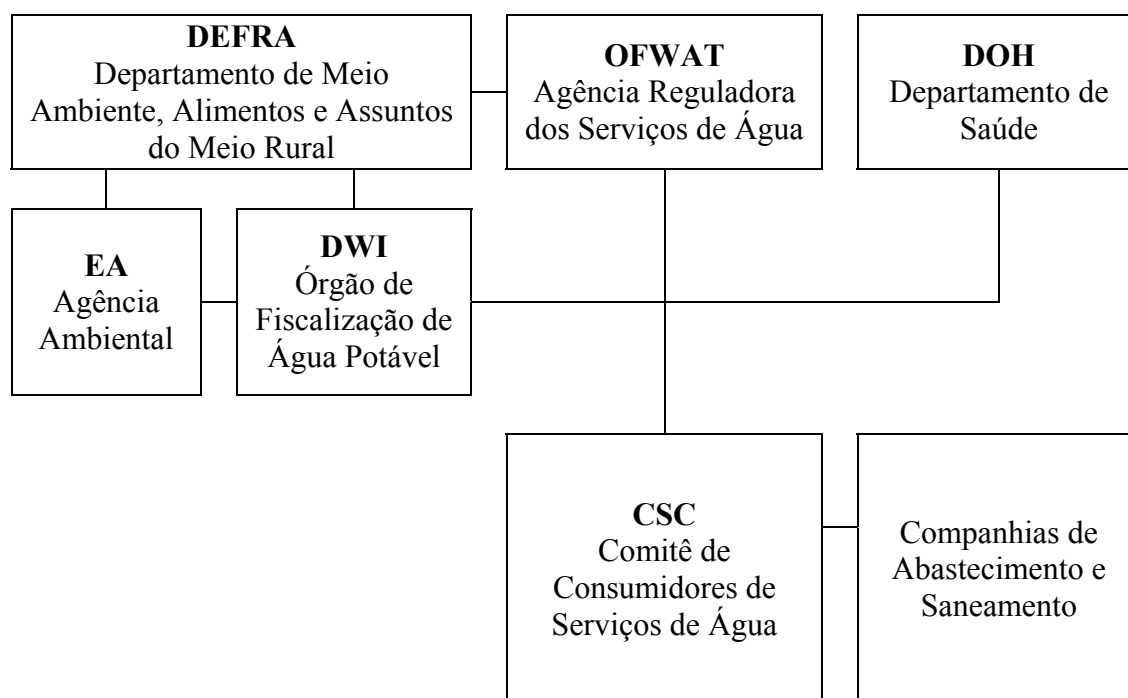 DEFRA
Departamento de Meio
Ambiente, Alimentos e Assuntos
do Meio Rural
OFWAT
Agência Reguladora
dos Serviços de Água
DOH
Departamento de
Saúde
EA
Agência
Ambiental
DWI
Órgão de
Fiscalização de
Água Potável
CSC
Comitê de
Consumidores de
Serviços de Água
Companhias de
Abastecimento e
Saneamento